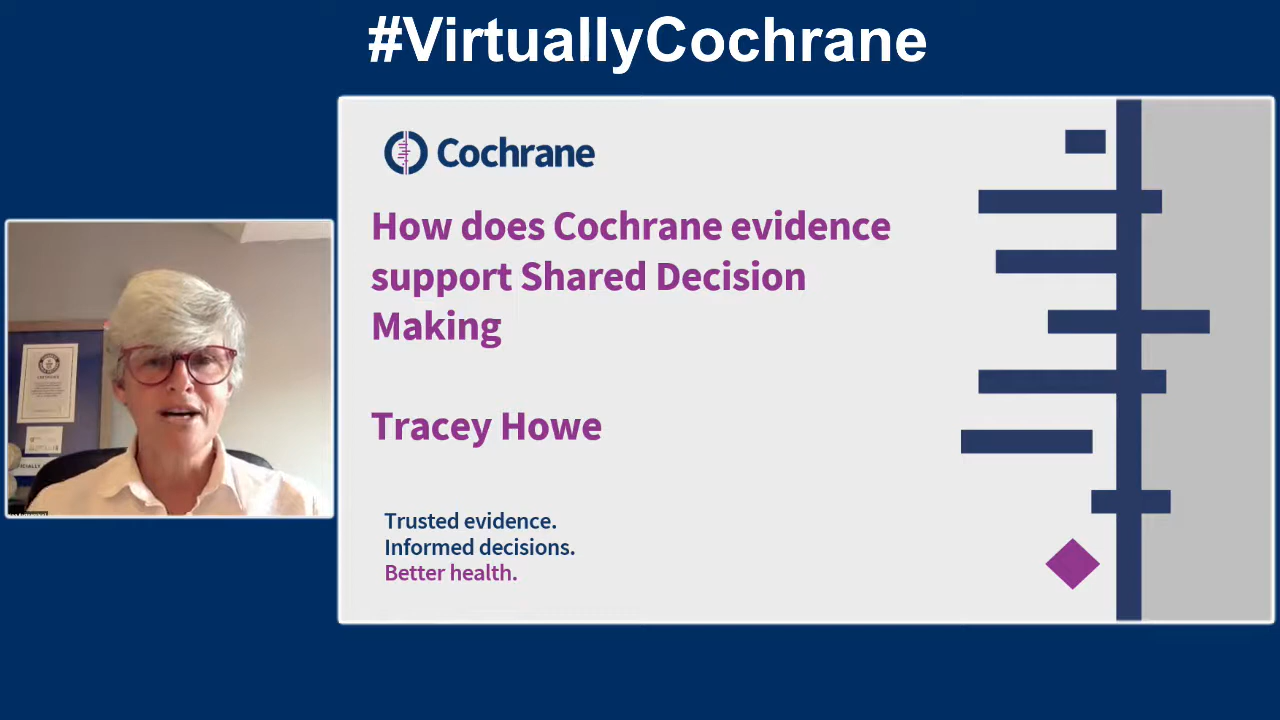 #VirtuallyCochrane
Cochrane
How does Cochrane evidence
support Shared Decision
Making
Tracey Howe
Trusted evidence.
Informed decisions.
Better health.